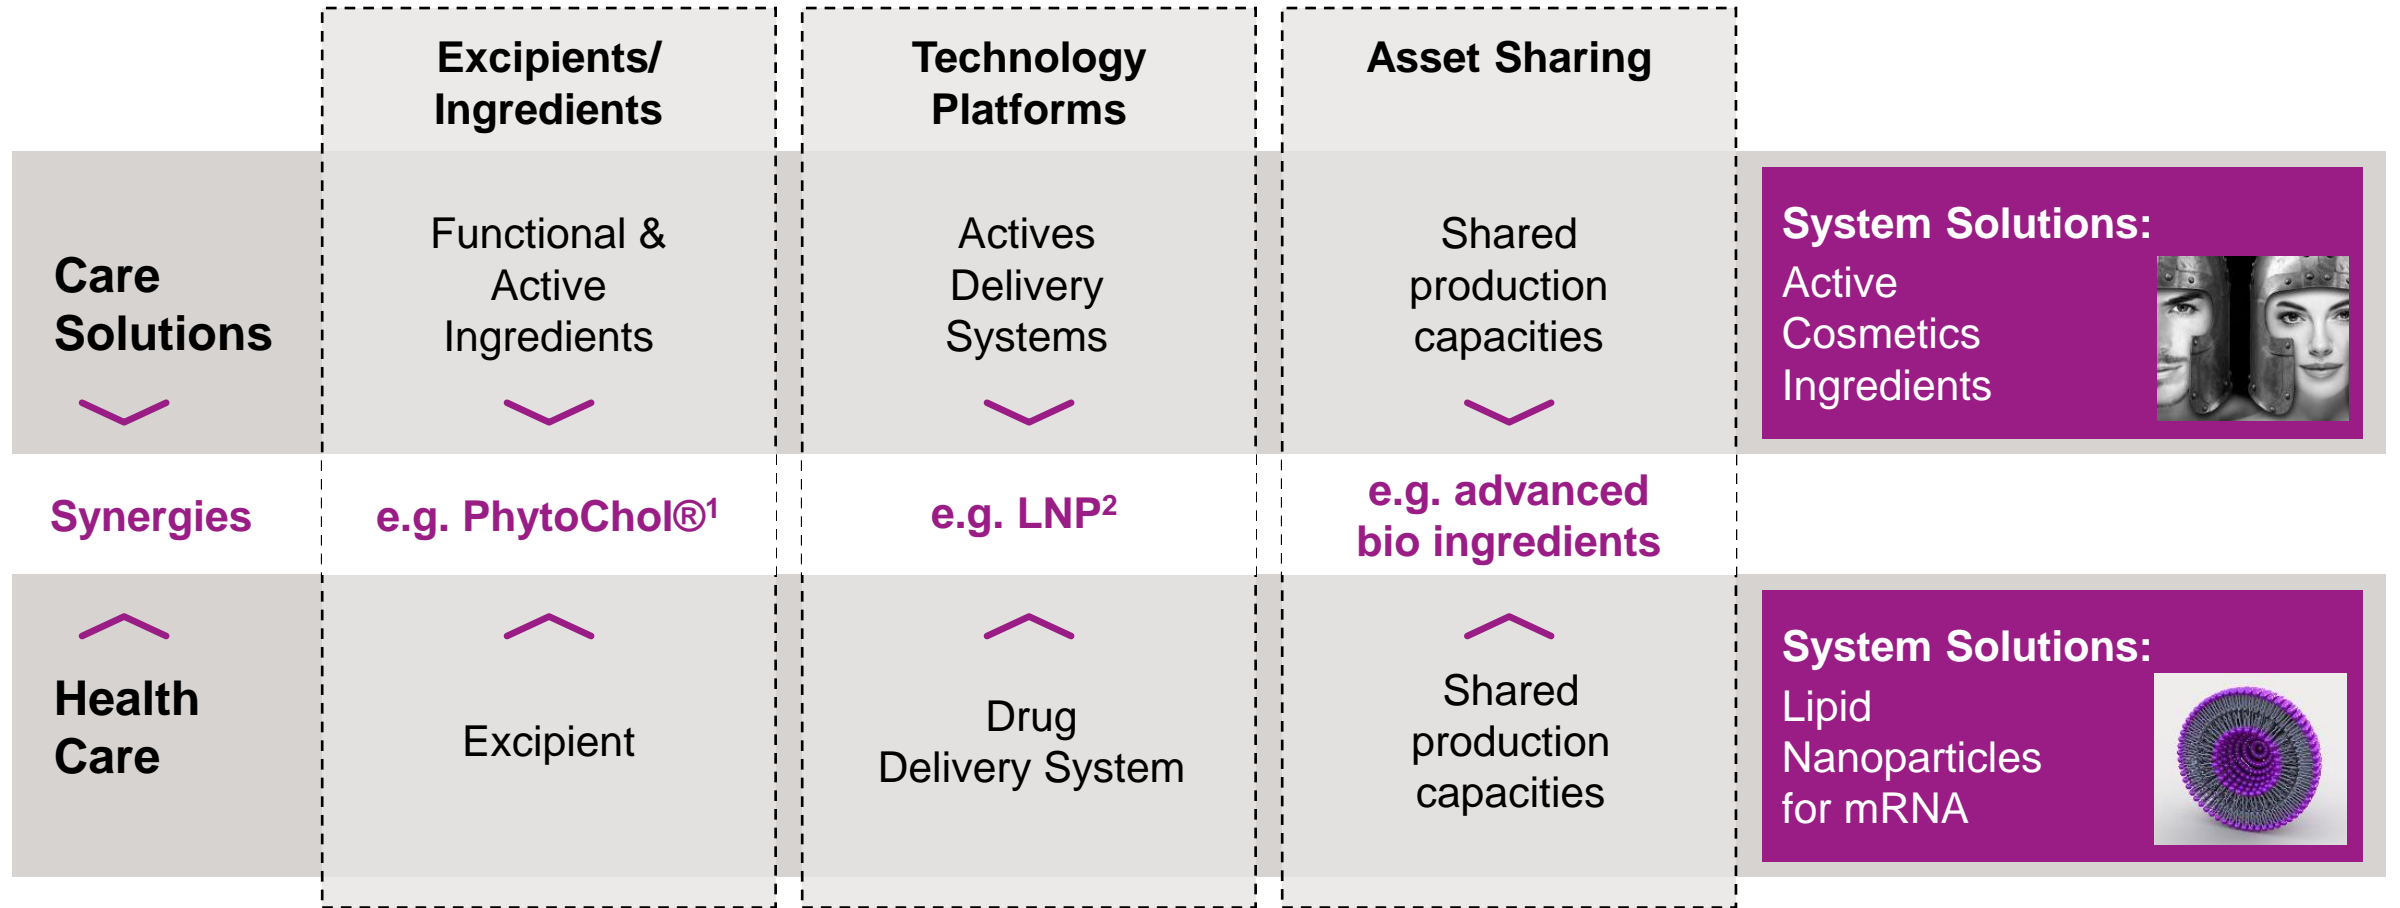 Excipients/
Ingredients
Technology
Platforms
Asset Sharing
Care
Solutions
Functional &
Active
Ingredients
Actives
Delivery
Systems
Shared
production
capacities
System Solutions:
Active
Cosmetics
Ingredients
Synergies
e.g. PhytoChol®¹
e.g. LNP²
e.g. advanced
bio ingredients
Health
Care
Excipient
Drug
Delivery System
Shared
production
capacities
System Solutions:
Lipid
Nanoparticles
for mRNA